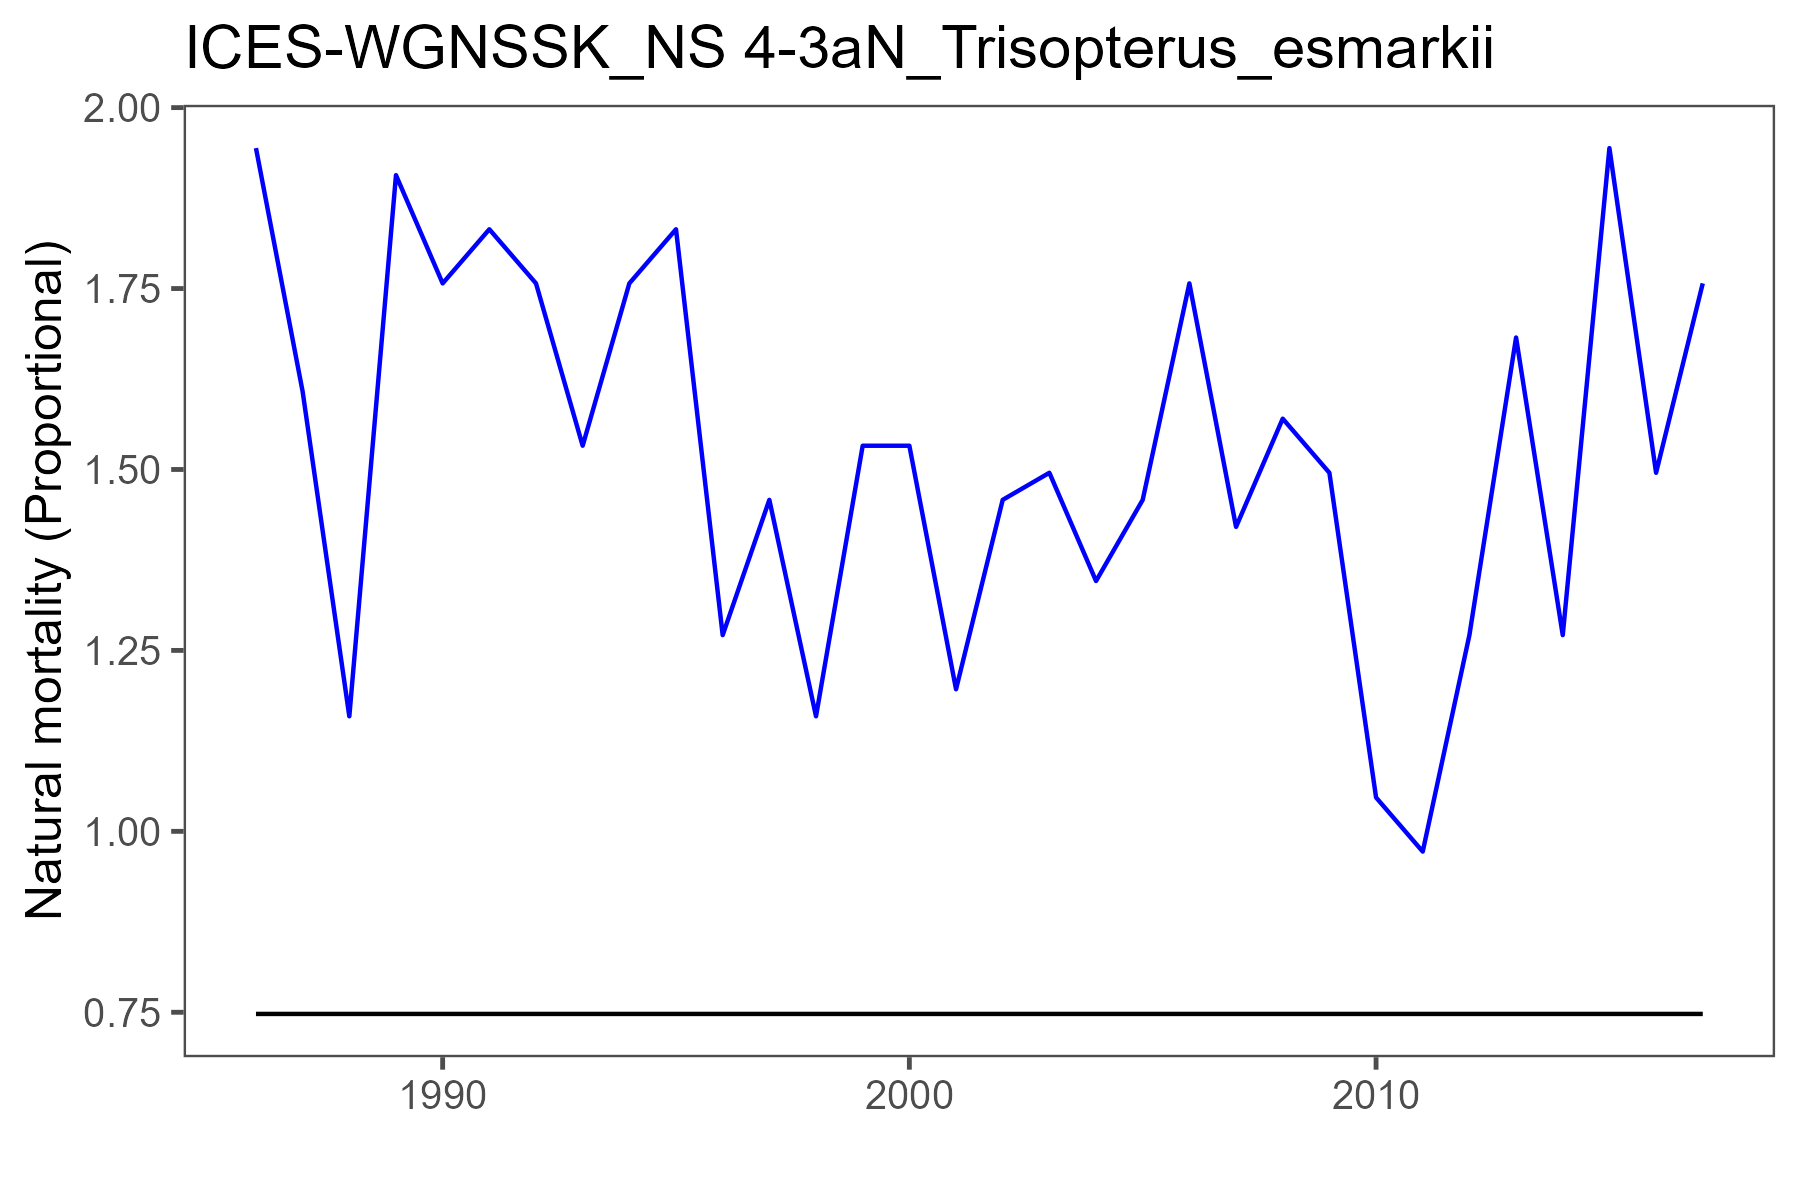 ICES-WGNSSK_NS 4-3aN_Trisopterus_esmarkii
Natural mortality (Proportional)
2.00
1.75
1.50
1.25
1.00
0.75
1990 2000 2010